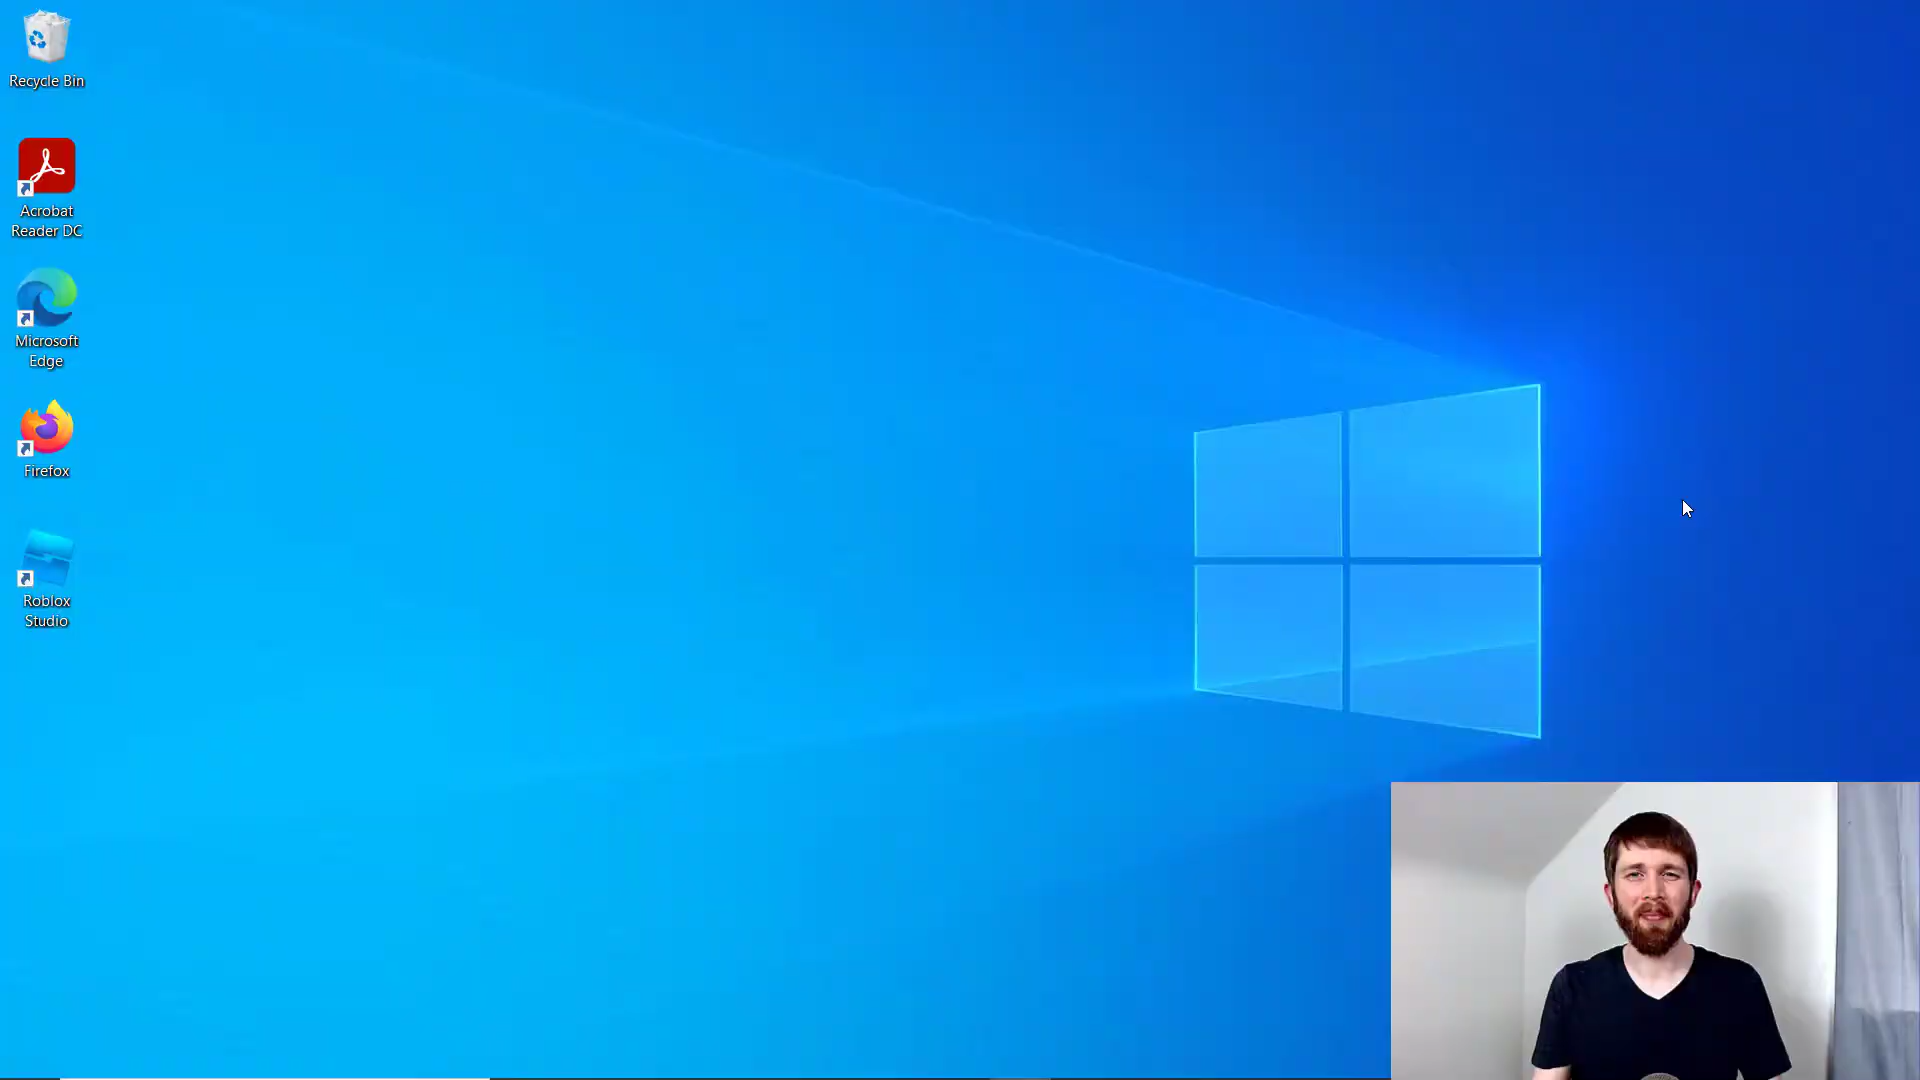 Recycle Bin
Acrobat
Reader DC
Microsoft
Edge
Firefox
Roblox
Studio